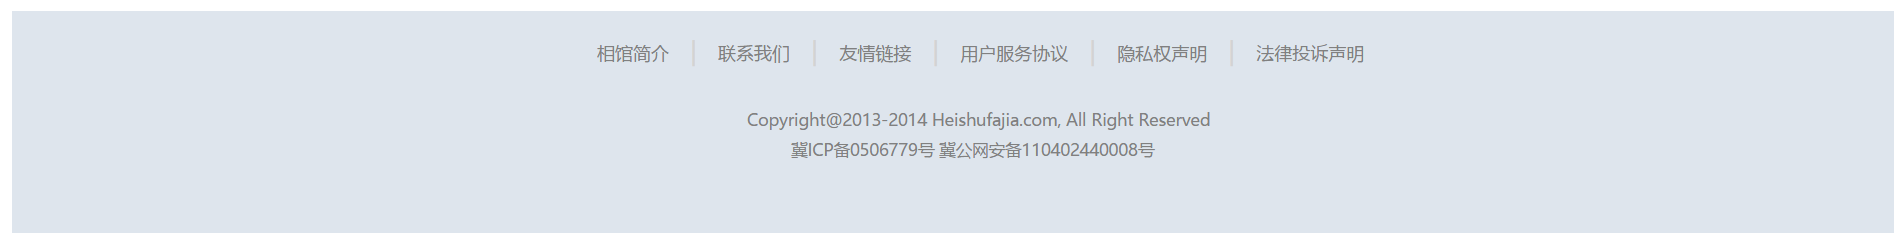 相馆简介 | 联系我们 | 友情链接 | 用户服务协议 | 隐私权声明 | 法律投诉声明
Copyright@2013-2014 Heishufajia.com, All Right Reserved
冀ICP备0506779号 冀公网安备110402440008号